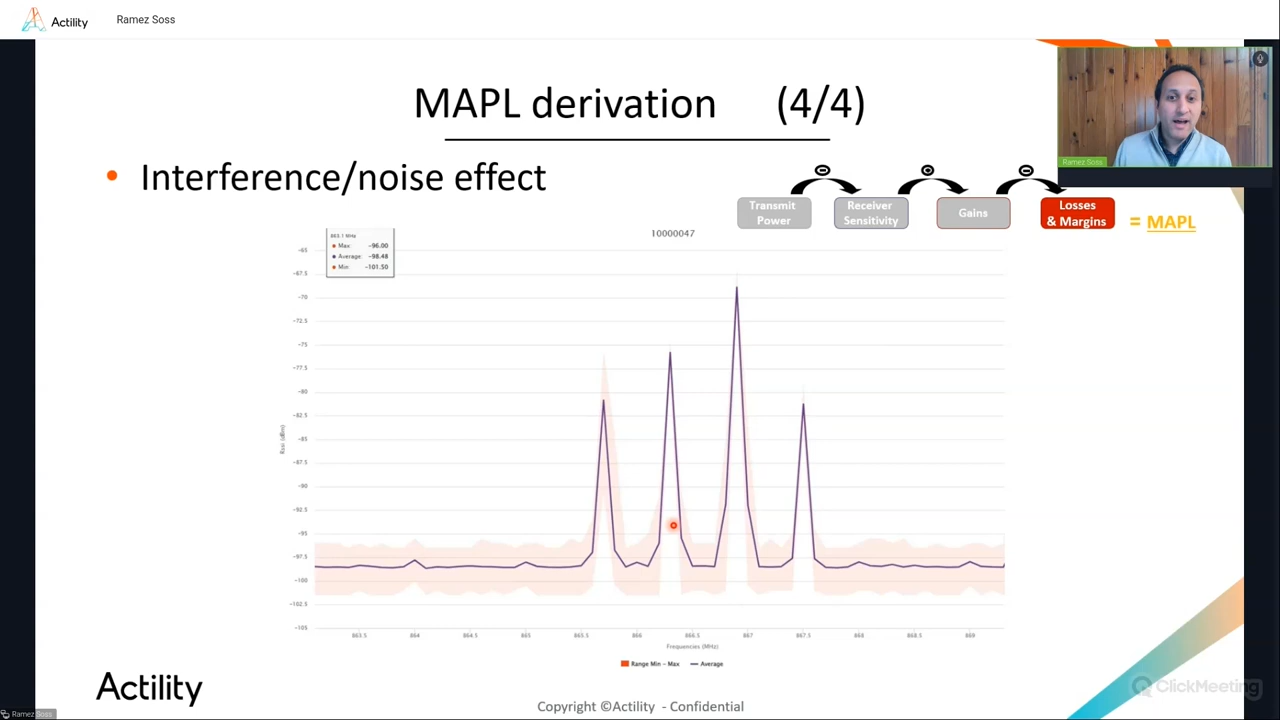 Actility
Ramez Soss
MAPL derivation (4/4)
Ramez Soss
• Interference/noise effect
Transmit Power
Receiver Sensitivity
Gains
Losses & Margins
= MAPL
10000047
863.1 MHz
Max: -96.00
Average: -98.48
Min: -101.50
-65
-67.5
-70
-72.5
-75
-77.5
-80
-82.5
-85
-87.5
-90
-92.5
-95
-97.5
-100
-102.5
-105
Rssi (dBm)
863.5
864
864.5
865
865.5
866
866.5
867
867.5
868
868.5
869
Frequencies (MHz)
Range Min - Max
Average
Actility
Copyright ©Actility - Confidential
ClickMeeting
Ramez Soss